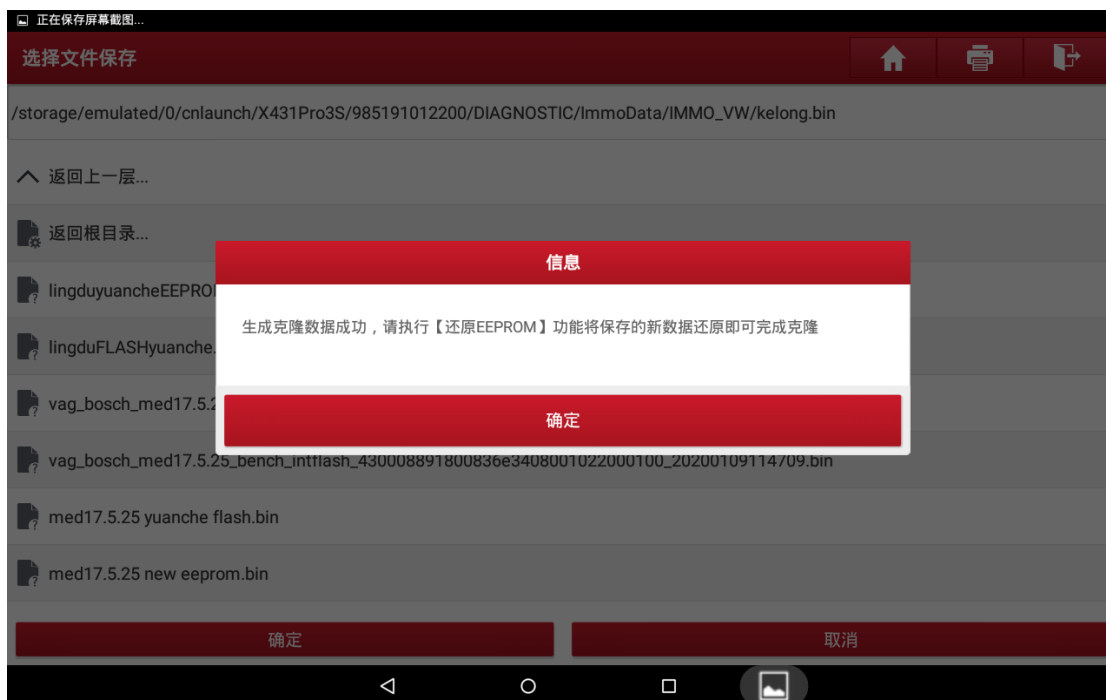 正在保存屏幕截图...
选择文件保存
/storage/emulated/0/cnlaunch/X431Pro3S/985191012200/DIAGNOSTIC/ImmoData/IMMO_VW/kelong.bin
返回上一层...
返回根目录...
信息
lingduyuancheEEPRO
生成克隆数据成功，请执行【还原EEPROM】功能将保存的新数据还原即可完成克隆
lingduFLASHyuanche.
vag_bosch_med17.5.2
确定
vag_bosch_med17.5.25_bench_intflash_430008891800836e3408001022000100_20200109114709.bin
med17.5.25 yuanche flash.bin
med17.5.25 new eeprom.bin
确定 取消